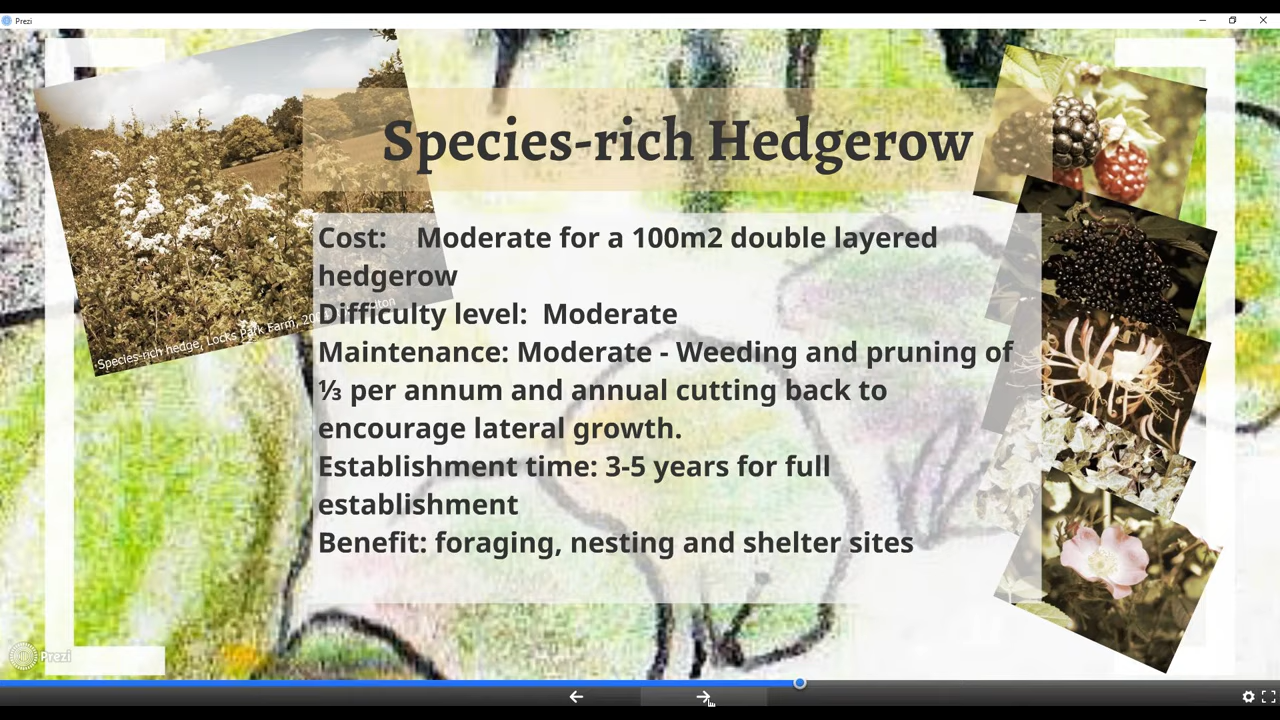 Prezi
Species-rich Hedgerow
Cost: Moderate for a 100m2 double layered
hedgerow
Difficulty level: Moderate
Maintenance: Moderate - Weeding and pruning of
⅓ per annum and annual cutting back to
encourage lateral growth.
Establishment time: 3-5 years for full
establishment
Benefit: foraging, nesting and shelter sites
Species-rich hedge, Locks Park Farm,
Prezi